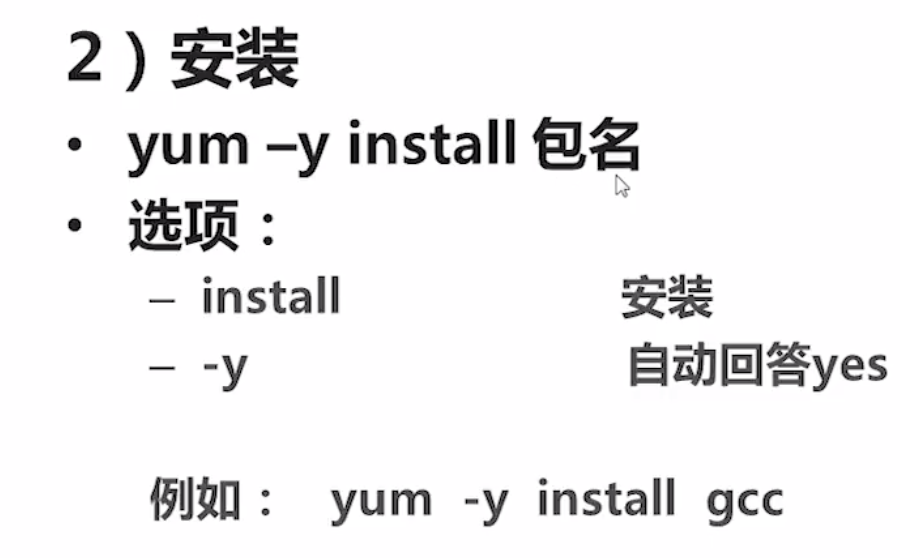 2）安装
• yum –y install 包名
• 选项：
– install 安装
– -y 自动回答yes
例如： yum -y install gcc